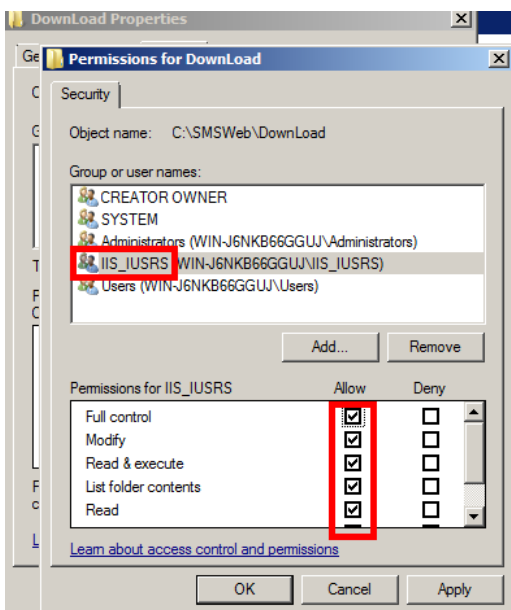 DownLoad Properties
Ge
Permissions for DownLoad
Security
Object name: C:\SMSWeb\DownLoad
Group or user names:
CREATOR OWNER
SYSTEM
Administrators (WIN-J6NKB66GGUJ\Administrators)
IIS_IUSRS (WIN-J6NKB66GGUJ\IIS_IUSRS)
Users (WIN-J6NKB66GGUJ\Users)
Add... Remove
Permissions for IIS_IUSRS Allow Deny
Full control
Modify
Read & execute
List folder contents
Read
Learn about access control and permissions
OK Cancel Apply